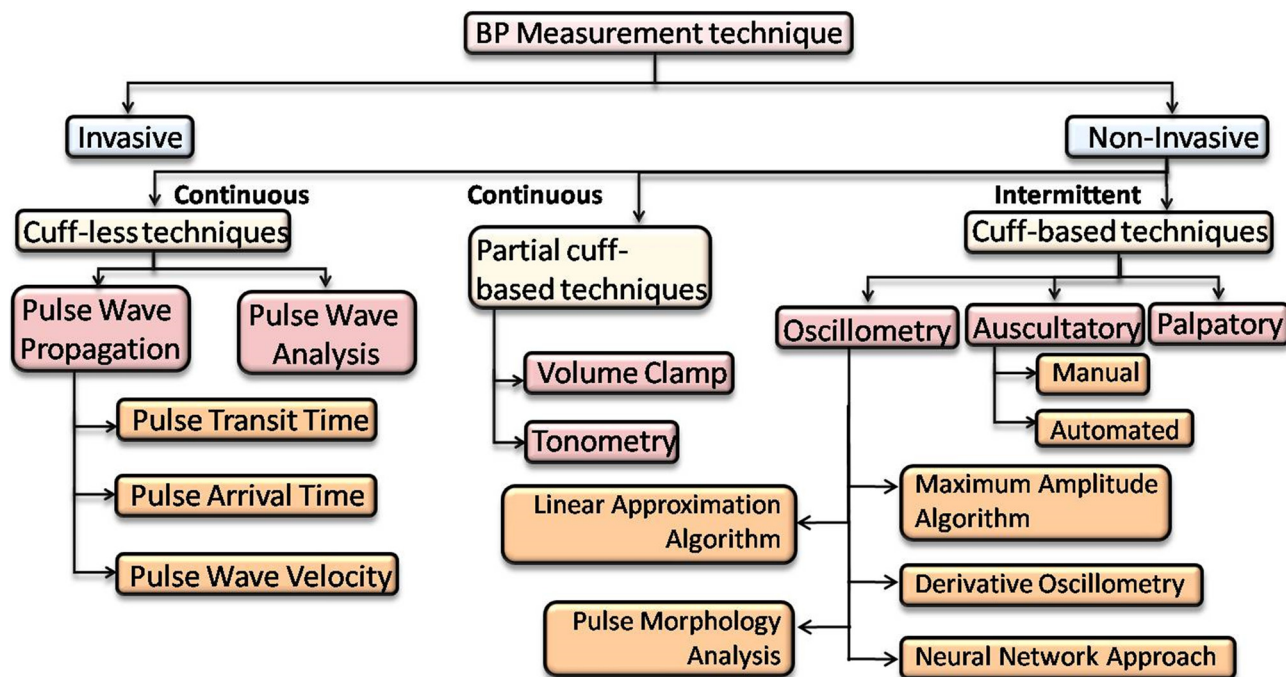 BP Measurement technique
Invasive
Non-Invasive
Continuous
Continuous
Intermittent
Cuff-less techniques
Partial cuff-
based techniques
Cuff-based techniques
Pulse Wave
Propagation
Pulse Wave
Analysis
Oscillometry
Auscultatory
Palpatory
Volume Clamp
Tonometry
Manual
Automated
Pulse Transit Time
Pulse Arrival Time
Pulse Wave Velocity
Linear Approximation
Algorithm
Maximum Amplitude
Algorithm
Derivative Oscillometry
Pulse Morphology
Analysis
Neural Network Approach